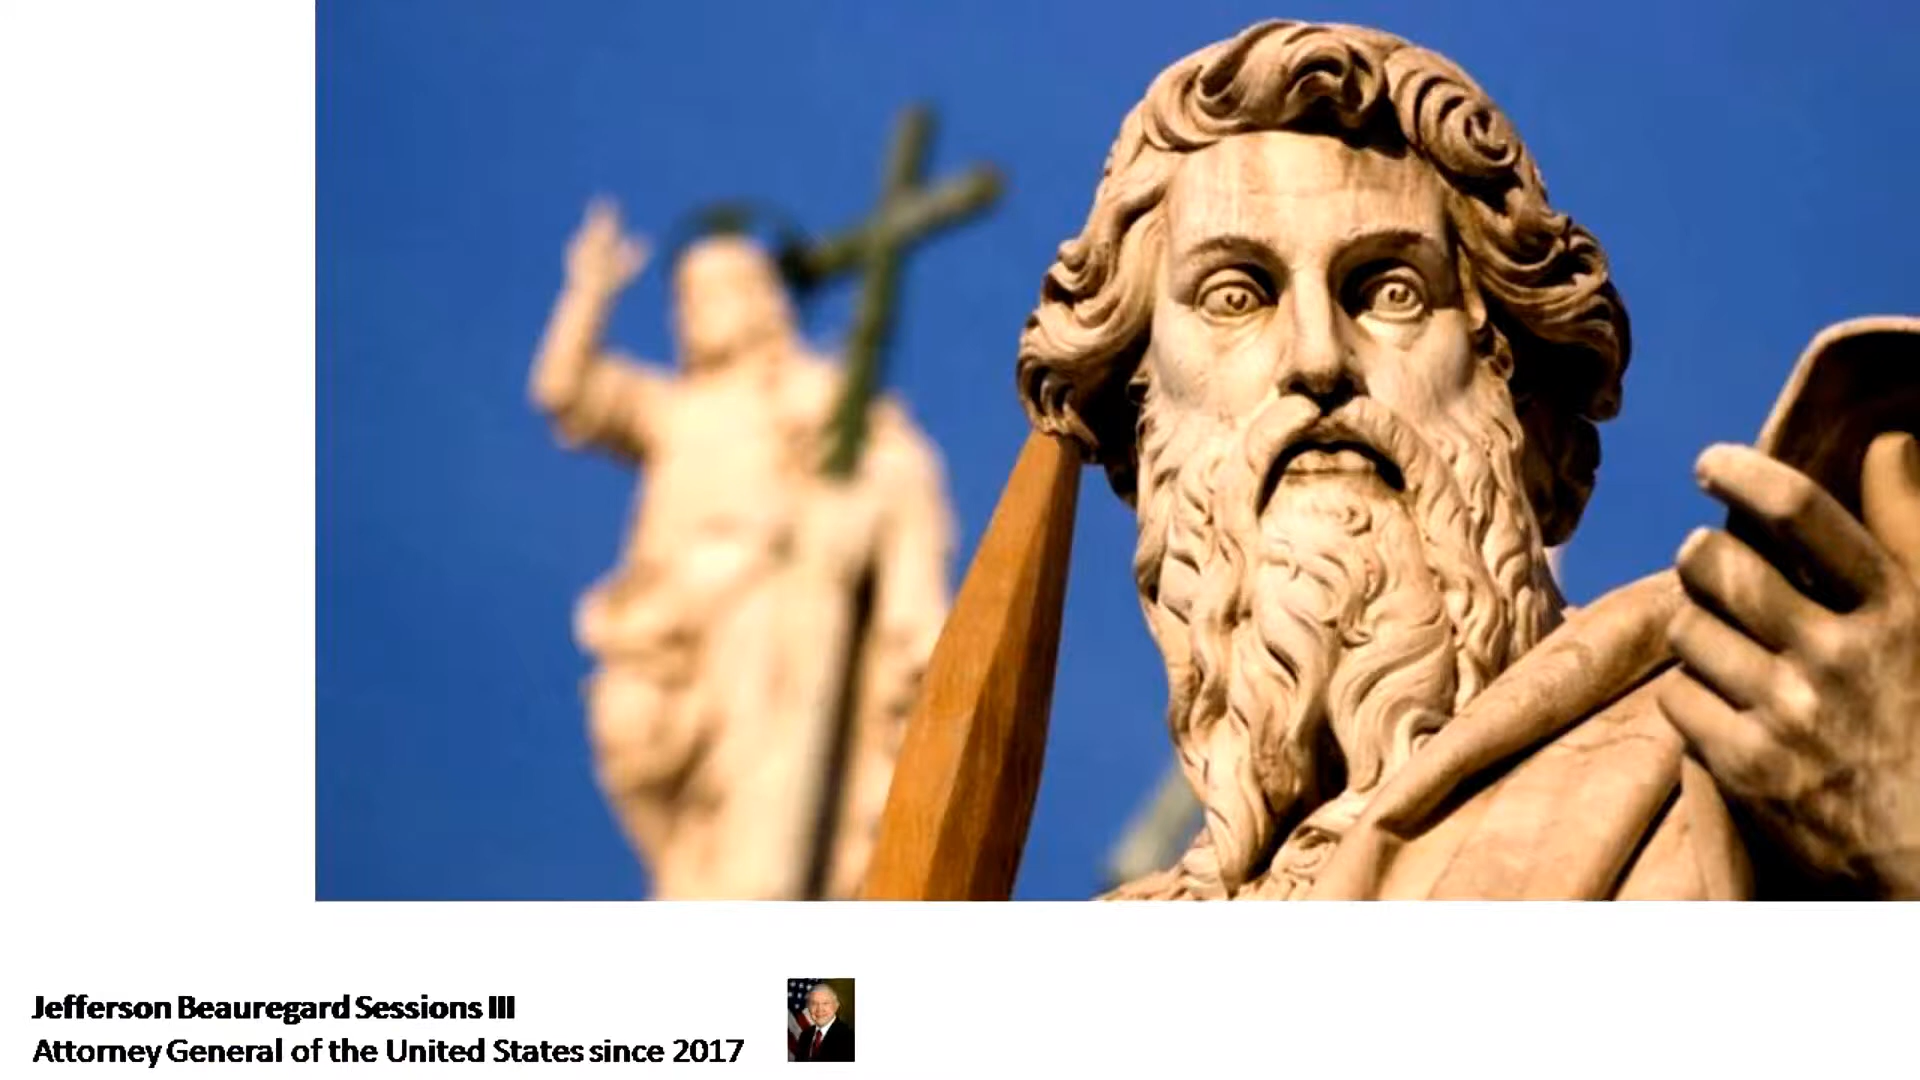 Jefferson Beauregard Sessions III
Attorney General of the United States since 2017